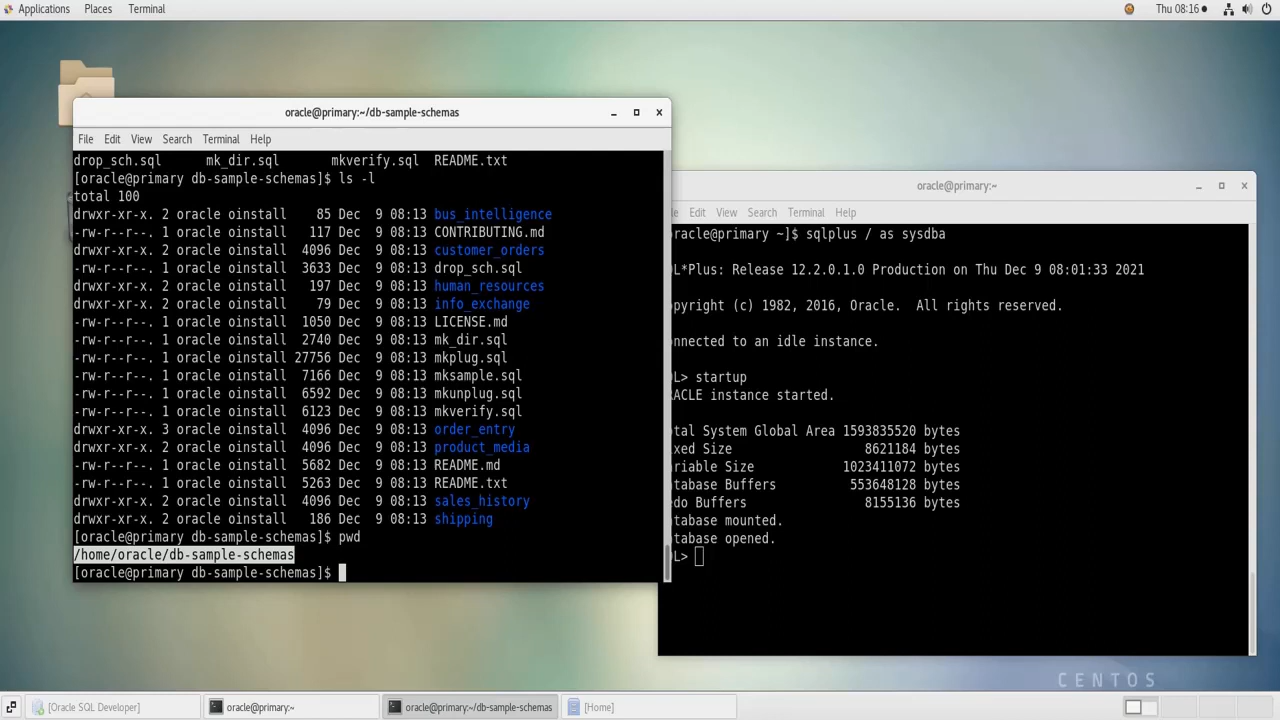 Applications Places Terminal Thu 08:16
oracle@primary:~/db-sample-schemas
File Edit View Search Terminal Help
drop_sch.sql mk_dir.sql mkverify.sql README.txt
[oracle@primary db-sample-schemas]$ ls -l
total 100
drwxr-xr-x. 2 oracle oinstall 85 Dec 9 08:13 bus_intelligence
-rw-r--r--. 1 oracle oinstall 117 Dec 9 08:13 CONTRIBUTING.md
drwxr-xr-x. 2 oracle oinstall 4096 Dec 9 08:13 customer_orders
-rw-r--r--. 1 oracle oinstall 3633 Dec 9 08:13 drop_sch.sql
drwxr-xr-x. 2 oracle oinstall 197 Dec 9 08:13 human_resources
drwxr-xr-x. 2 oracle oinstall 79 Dec 9 08:13 info_exchange
-rw-r--r--. 1 oracle oinstall 1050 Dec 9 08:13 LICENSE.md
-rw-r--r--. 1 oracle oinstall 2740 Dec 9 08:13 mk_dir.sql
-rw-r--r--. 1 oracle oinstall 27756 Dec 9 08:13 mkplug.sql
-rw-r--r--. 1 oracle oinstall 7166 Dec 9 08:13 mksample.sql
-rw-r--r--. 1 oracle oinstall 6592 Dec 9 08:13 mkunplug.sql
-rw-r--r--. 1 oracle oinstall 6123 Dec 9 08:13 mkverify.sql
drwxr-xr-x. 3 oracle oinstall 4096 Dec 9 08:13 order_entry
drwxr-xr-x. 2 oracle oinstall 4096 Dec 9 08:13 product_media
-rw-r--r--. 1 oracle oinstall 5682 Dec 9 08:13 README.md
-rw-r--r--. 1 oracle oinstall 5263 Dec 9 08:13 README.txt
drwxr-xr-x. 2 oracle oinstall 4096 Dec 9 08:13 sales_history
drwxr-xr-x. 2 oracle oinstall 186 Dec 9 08:13 shipping
[oracle@primary db-sample-schemas]$ pwd
/home/oracle/db-sample-schemas
[oracle@primary db-sample-schemas]$
oracle@primary:~
le Edit View Search Terminal Help
racle@primary ~]$ sqlplus / as sysdba
L*Plus: Release 12.2.0.1.0 Production on Thu Dec 9 08:01:33 2021
opyright (c) 1982, 2016, Oracle. All rights reserved.
onnected to an idle instance.
L> startup
ACLE instance started.
otal System Global Area 1593835520 bytes
ixed Size 8621184 bytes
ariable Size 1023411072 bytes
atabase Buffers 553648128 bytes
edo Buffers 8155136 bytes
atabase mounted.
atabase opened.
L>
CENTOS
[Oracle SQL Developer] oracle@primary:~ oracle@primary:~/db-sample-schemas [Home]